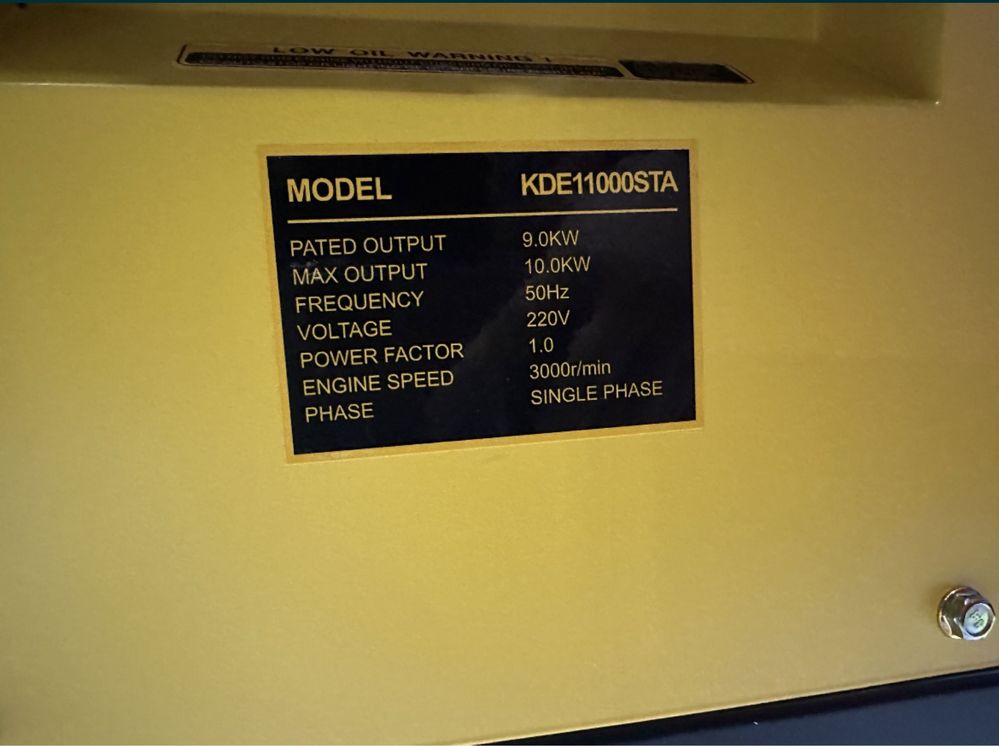 LOW OIL WARNING !
MODEL KDE11000STA
PATED OUTPUT 9.0KW
MAX OUTPUT 10.0KW
FREQUENCY 50Hz
VOLTAGE 220V
POWER FACTOR 1.0
ENGINE SPEED 3000r/min
PHASE SINGLE PHASE